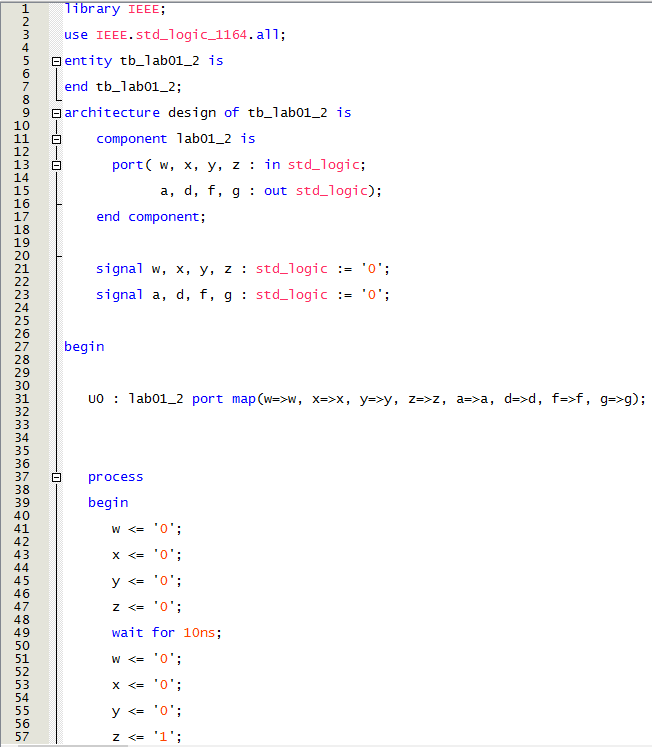 1 library IEEE;
2
3 use IEEE.std_logic_1164.all;
4
5 entity tb_lab01_2 is
6
7 end tb_lab01_2;
8
9 architecture design of tb_lab01_2 is
10
11 component lab01_2 is
12
13 port( w, x, y, z : in std_logic;
14
15 a, d, f, g : out std_logic);
16
17 end component;
18
19
20
21 signal w, x, y, z : std_logic := '0';
22
23 signal a, d, f, g : std_logic := '0';
24
25
26
27 begin
28
29
30
31 U0 : lab01_2 port map(w=>w, x=>x, y=>y, z=>z, a=>a, d=>d, f=>f, g=>g);
32
33
34
35
36
37 process
38
39 begin
40
41 w <= '0';
42
43 x <= '0';
44
45 y <= '0';
46
47 z <= '0';
48
49 wait for 10ns;
50
51 w <= '0';
52
53 x <= '0';
54
55 y <= '0';
56
57 z <= '1';